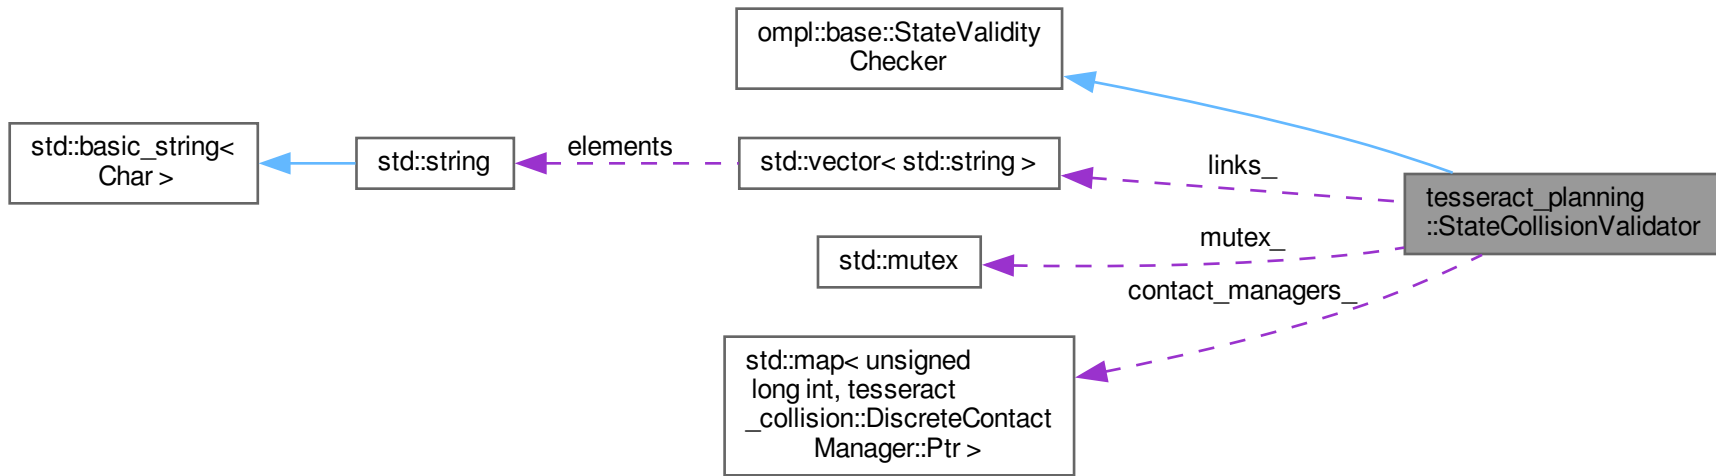 ompl::base::StateValidity
Checker
std::basic_string<
Char >
std::string
elements
std::vector< std::string >
links_
tesseract_planning
::StateCollisionValidator
mutex_
std::mutex
contact_managers_
std::map< unsigned
long int, tesseract
_collision::DiscreteContact
Manager::Ptr >